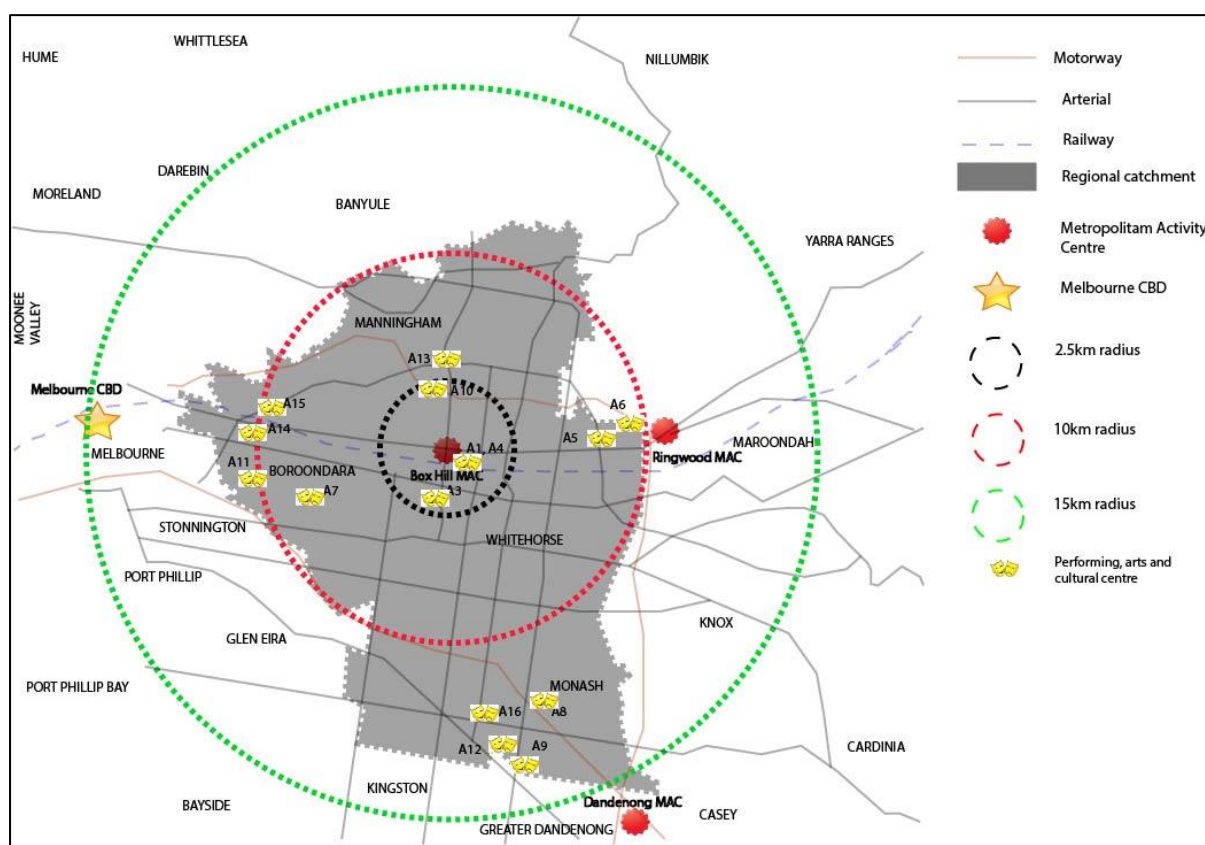 WHITTLESEA
HUME
NILLUMBIK
DAREBIN
MORELAND
BANYULE
YARRA RANGES
MOONEE
VALLEY
MANNINGHAM
A13
A10
Melbourne CBD
A15
A6
A14
A5
MELBOURNE
MAROONDAH
A1, A4
Ringwood MAC
A11
BOROONDARA
Box Hill MAC
A7
A3
STONNINGTON
WHITEHORSE
PORT PHILLIP
KNOX
GLEN EIRA
PORT PHILLIP BAY
MONASH
A16
A8
A12
A9
CARDINIA
KINGSTON
BAYSIDE
Dandenong MAC
CASEY
GREATER DANDENONG
Motorway
Arterial
Railway
Regional catchment
Metropolitam Activity
Centre
Melbourne CBD
2.5km radius
10km radius
15km radius
Performing, arts and
cultural centre